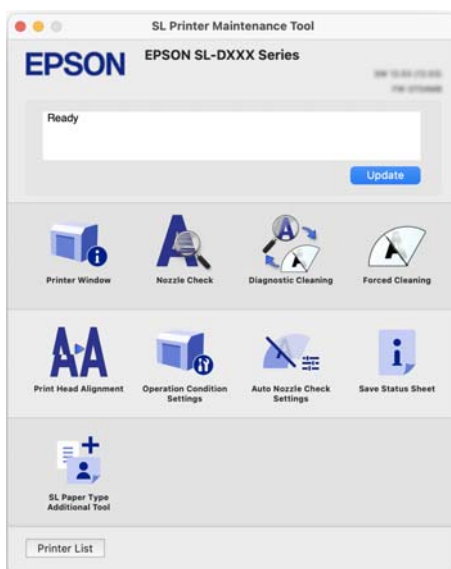 SL Printer Maintenance Tool
EPSON
EPSON SL-DXXX Series
Ready
Update
Printer Window
Nozzle Check
Diagnostic Cleaning
Forced Cleaning
Print Head Alignment
Operation Condition
Settings
Auto Nozzle Check
Settings
Save Status Sheet
SL Paper Type
Additional Tool
Printer List